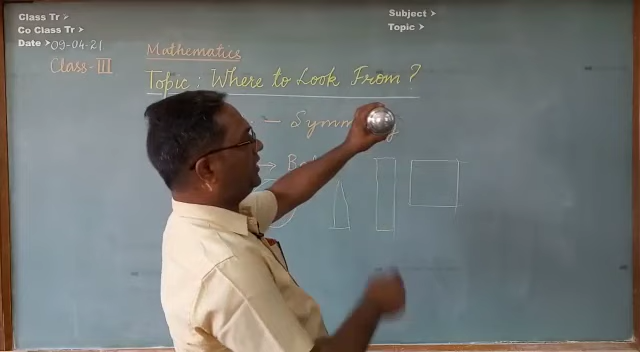 Class Tr >
Subject >
Co Class Tr >
Topic >
Date > 09-04-21
Mathematics
Class-III
Topic : Where to Look From ?